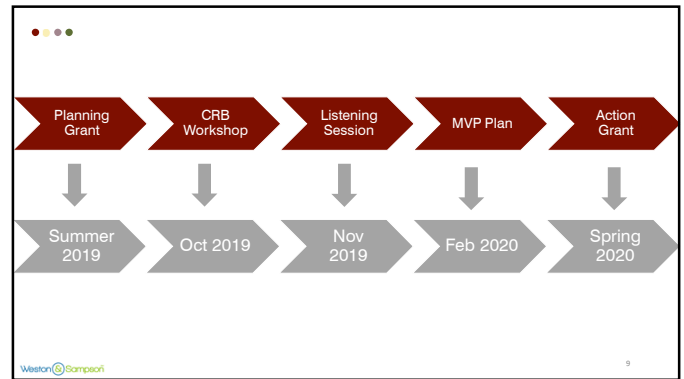 Planning
Grant
CRB
Workshop
Listening
Session
MVP Plan
Action
Grant
Summer
2019
Oct 2019
Nov
2019
Feb 2020
Spring
2020
Weston & Sampson
9